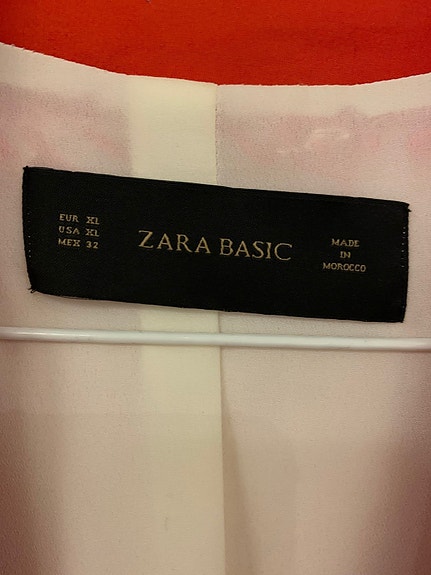 EUR XL
USA XL
MEX 32
ZARA BASIC
MADE
IN
MOROCCO